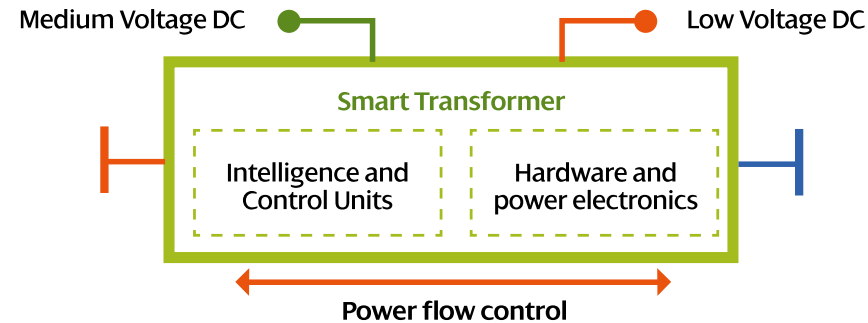 Medium Voltage DC
Low Voltage DC
Smart Transformer
Intelligence and
Control Units
Hardware and
power electronics
Power flow control